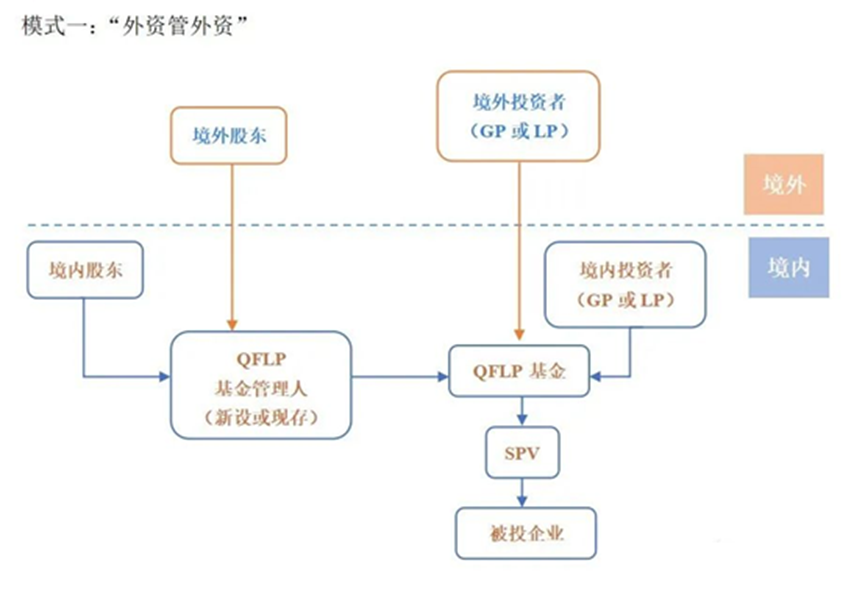 模式一：“外资管外资”
境外股东
境外投资者
（GP 或 LP）
境外
境内股东
境内投资者
（GP 或 LP）
境内
QFLP
基金管理人
（新设或现存）
QFLP 基金
SPV
被投企业